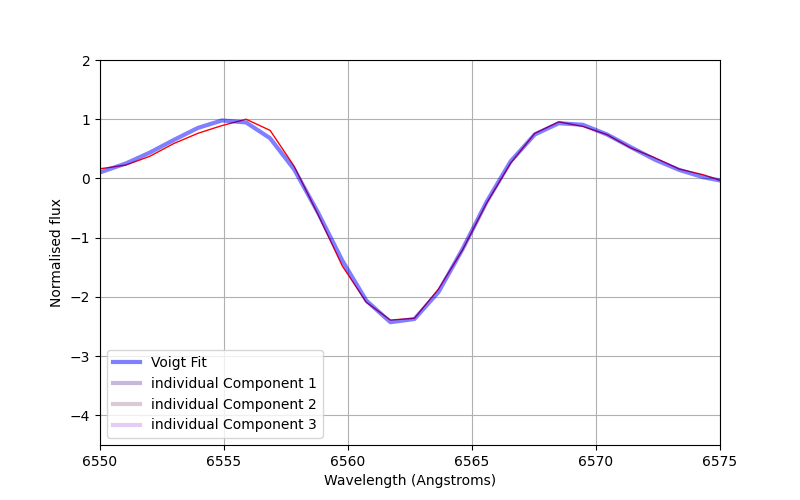 2
1
0
−1
−2
−3
−4
Normalised flux
Voigt Fit
individual Component 1
individual Component 2
individual Component 3
6550 6555 6560 6565 6570 6575
Wavelength (Angstroms)